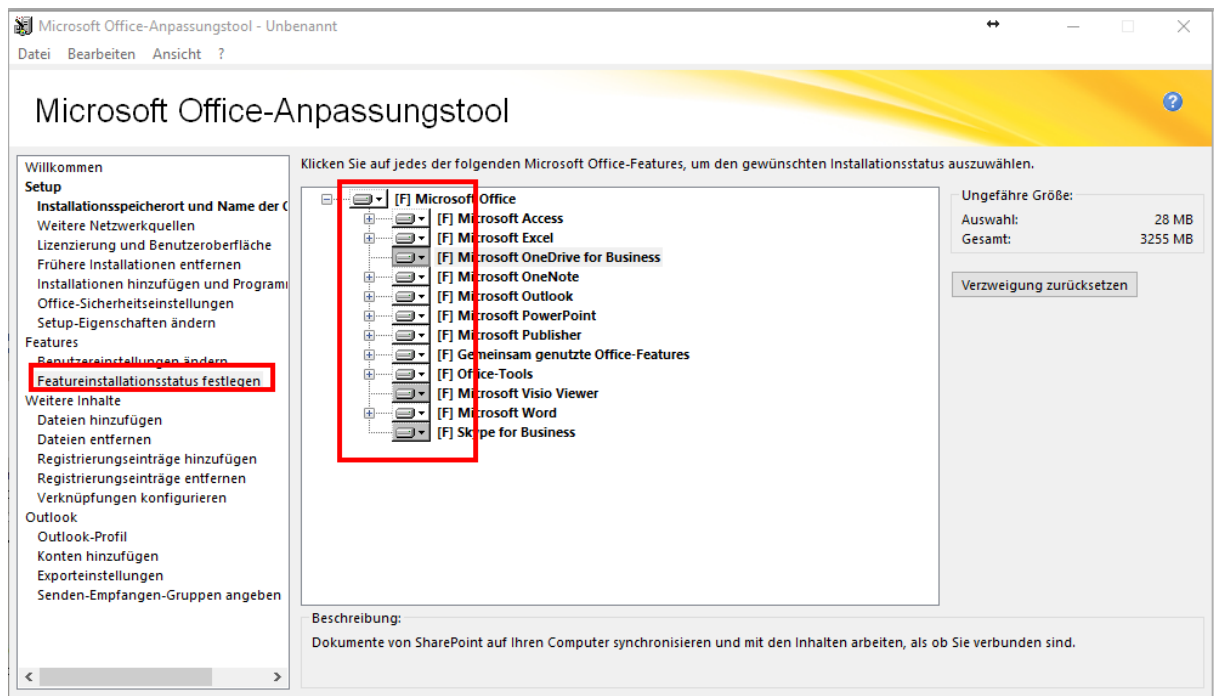 Microsoft Office-Anpassungstool - Unbenannt
Datei Bearbeiten Ansicht ?
Microsoft Office-Anpassungstool
Willkommen
Setup
Installationsspeicherort und Name der O
Weitere Netzwerkquellen
Lizenzierung und Benutzeroberfläche
Frühere Installationen entfernen
Installationen hinzufügen und Program
Office-Sicherheitseinstellungen
Setup-Eigenschaften ändern
Features
Benutzereinstellungen ändern
Featureinstallationsstatus festlegen
Weitere Inhalte
Dateien hinzufügen
Dateien entfernen
Registrierungseinträge hinzufügen
Registrierungseinträge entfernen
Verknüpfungen konfigurieren
Outlook
Outlook-Profil
Konten hinzufügen
Exporteinstellungen
Senden-Empfangen-Gruppen angeben
Klicken Sie auf jedes der folgenden Microsoft Office-Features, um den gewünschten Installationsstatus auszuwählen.
[F] Microsoft Office
[F] Microsoft Access
[F] Microsoft Excel
[F] Microsoft OneDrive for Business
[F] Microsoft OneNote
[F] Microsoft Outlook
[F] Microsoft PowerPoint
[F] Microsoft Publisher
[F] Gemeinsam genutzte Office-Features
[F] Office-Tools
[F] Microsoft Visio Viewer
[F] Microsoft Word
[F] Skype for Business
Ungefähre Größe:
Auswahl: 28 MB
Gesamt: 3255 MB
Verzweigung zurücksetzen
Beschreibung:
Dokumente von SharePoint auf Ihren Computer synchronisieren und mit den Inhalten arbeiten, als ob Sie verbunden sind.